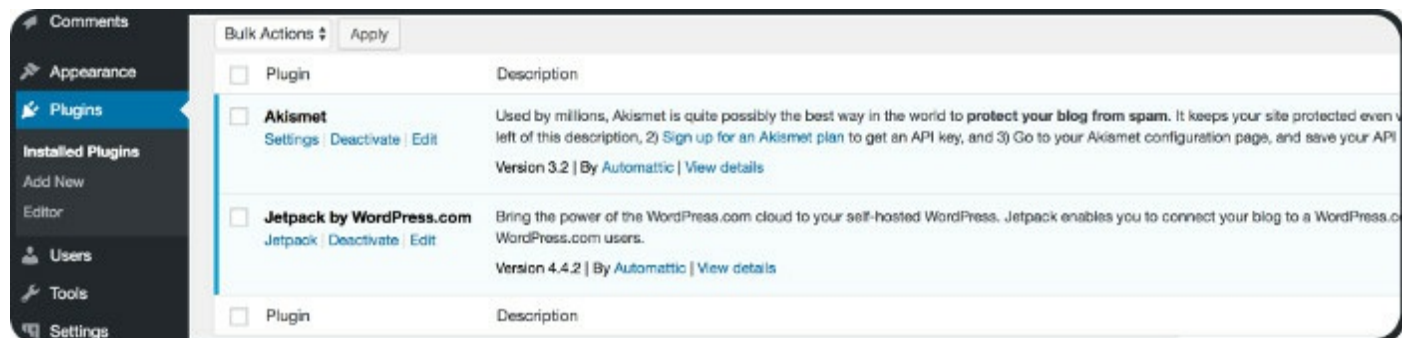 Comments
Appearance
Plugins
Installed Plugins
Add New
Editor
Users
Tools
Settings
Bulk Actions Apply
Plugin Description
Akismet
Settings | Deactivate | Edit
Used by millions, Akismet is quite possibly the best way in the world to protect your blog from spam. It keeps your site protected even
left of this description, 2) Sign up for an Akismet plan to get an API key, and 3) Go to your Akismet configuration page, and save your API
Version 3.2 | By Automattic | View details
Jetpack by WordPress.com
Jetpack | Deactivate | Edit
Bring the power of the WordPress.com cloud to your self-hosted WordPress. Jetpack enables you to connect your blog to a WordPress.c
WordPress.com users.
Version 4.4.2 | By Automattic | View details
Plugin Description